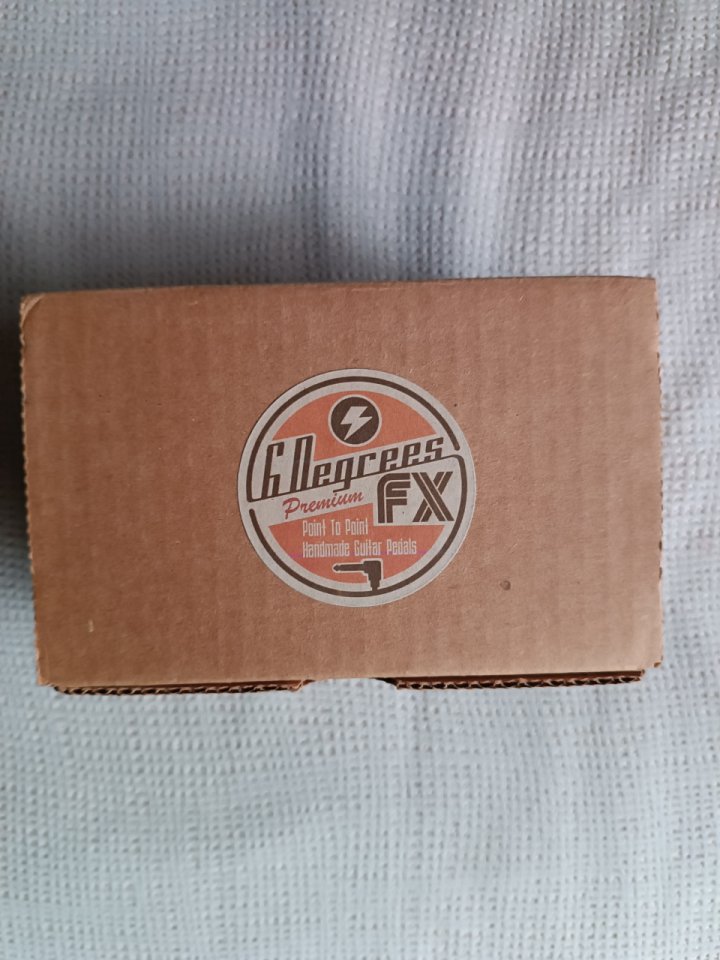 6 Degrees
FX
Premium
Point To Point
Handmade Guitar Pedals